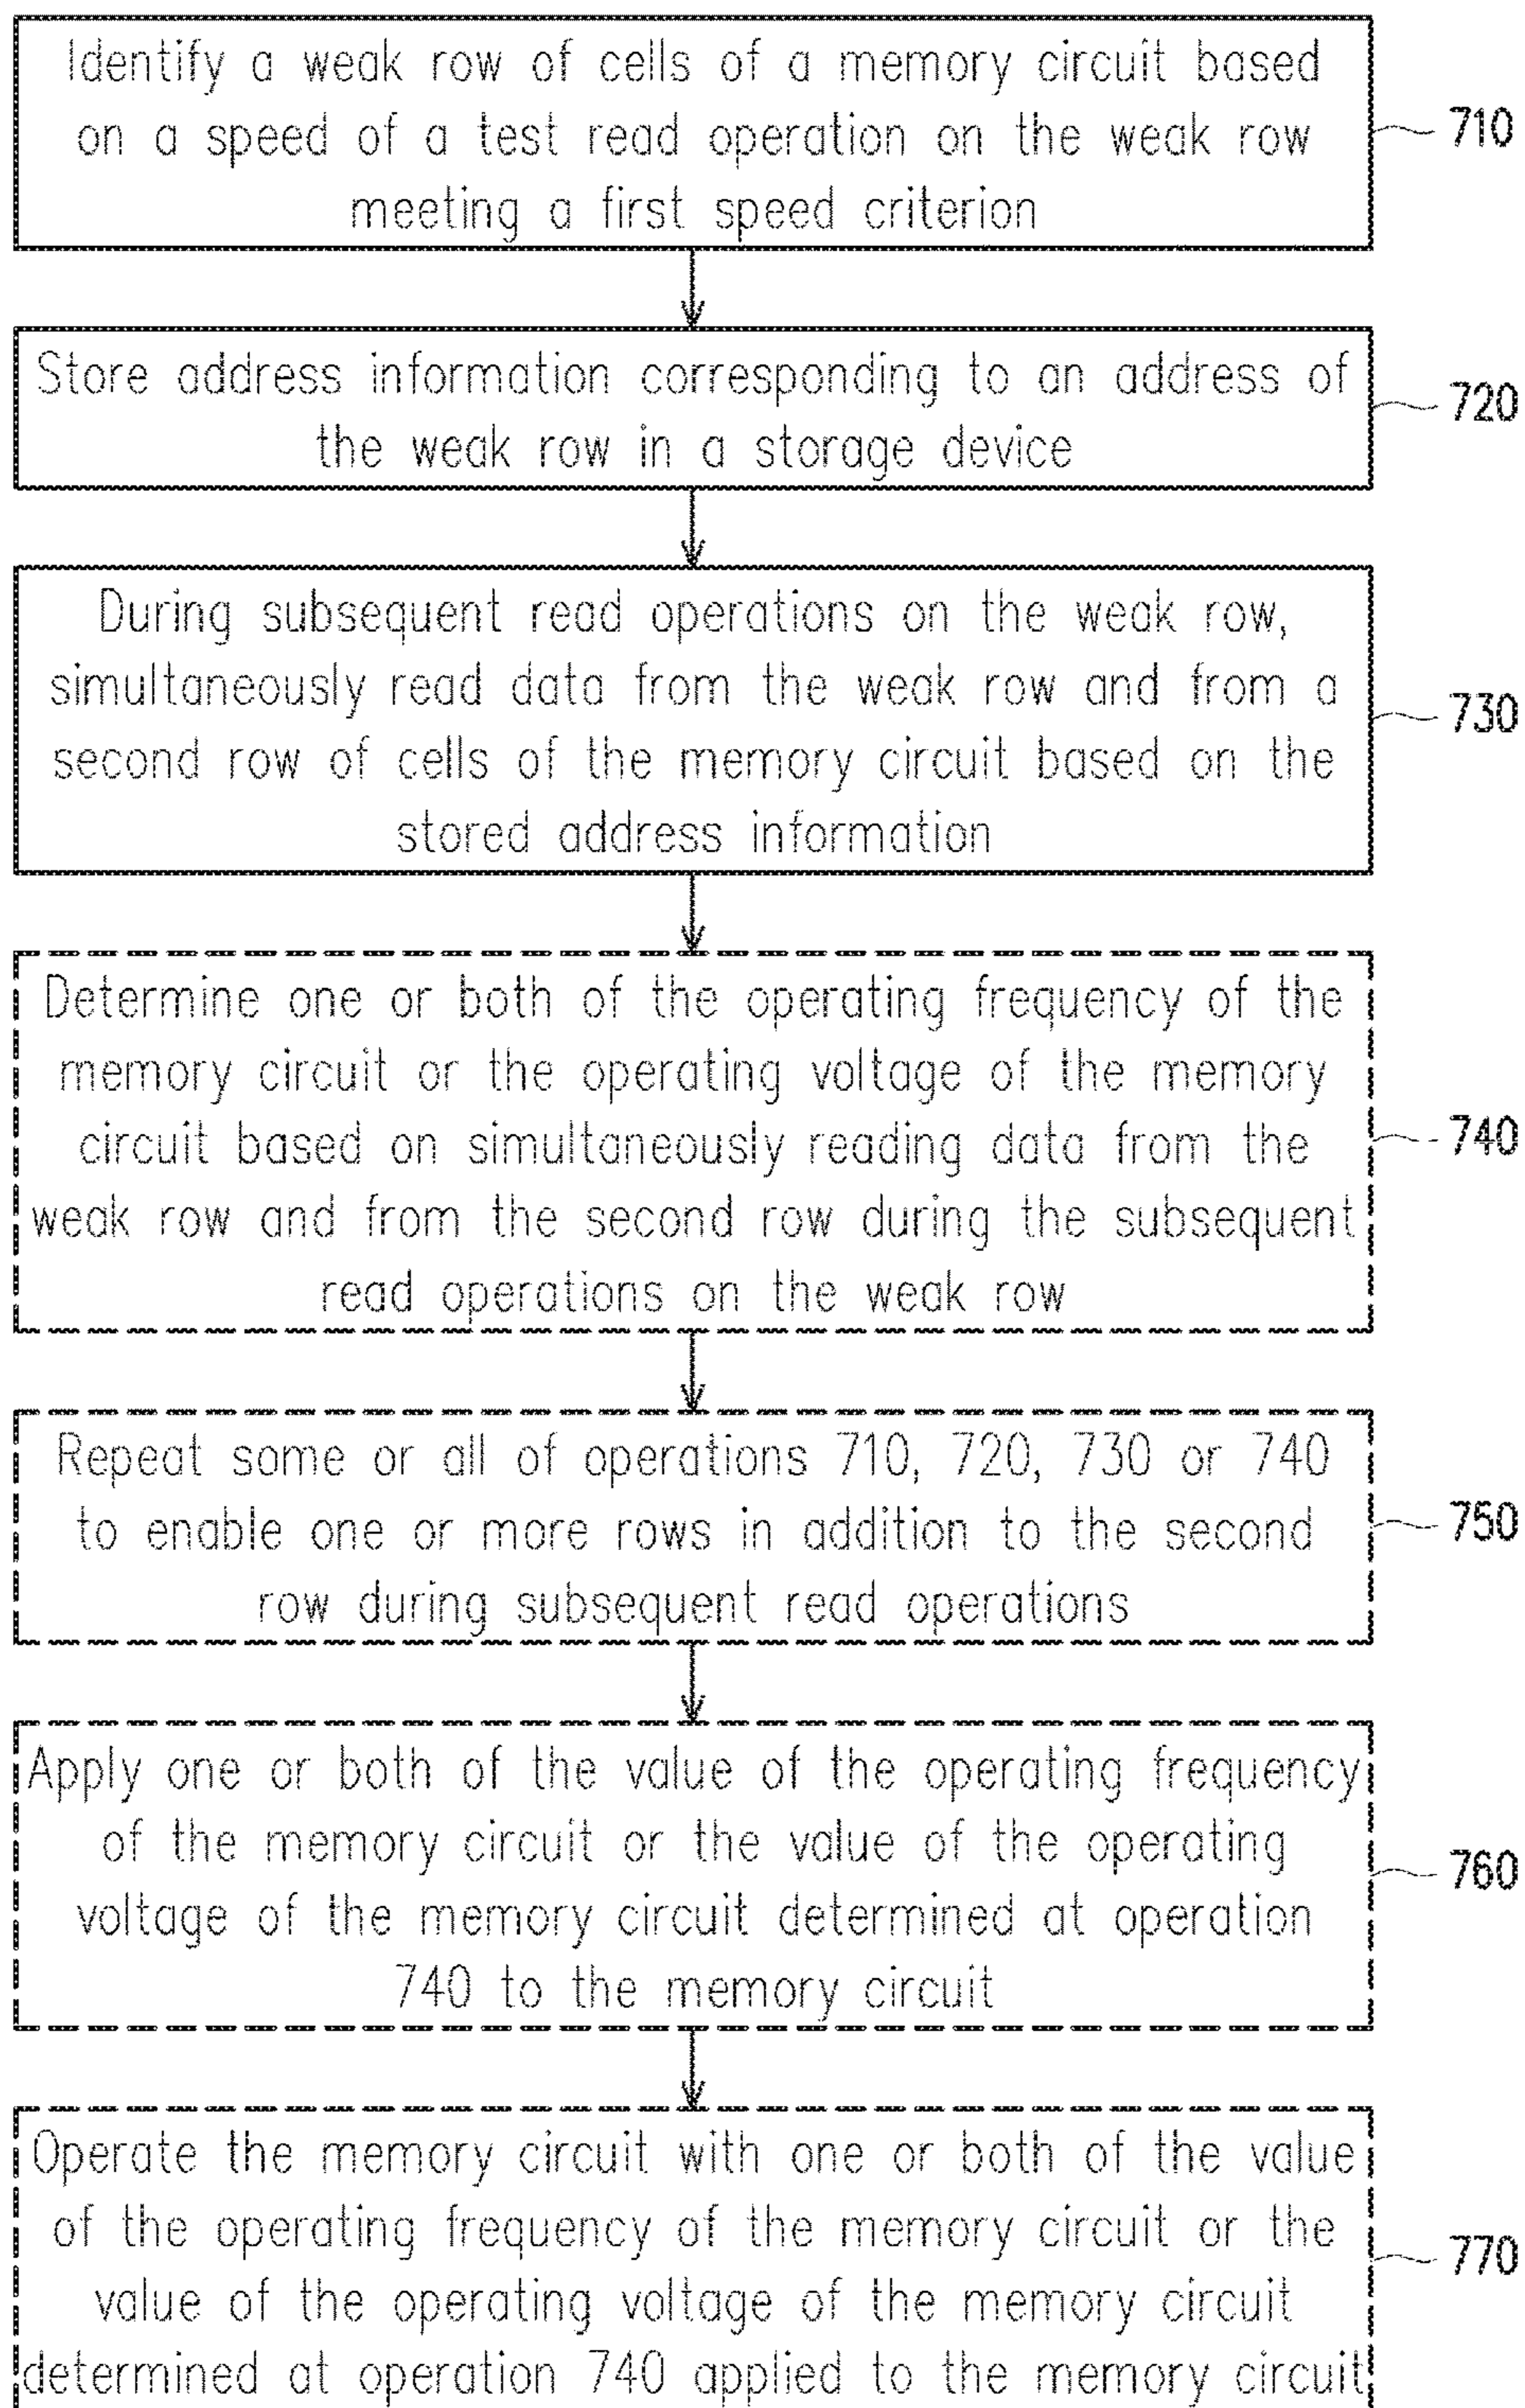 Identify a weak row of cells of a memory circuit based
on a speed of a test read operation on the weak row
meeting a first speed criterion
710
Store address information corresponding to an address of
the weak row in a storage device
720
During subsequent read operations on the weak row,
simultaneously read data from the weak row and from a
second row of cells of the memory circuit based on the
stored address information
730
Determine one or both of the operating frequency of the
memory circuit or the operating voltage of the memory
circuit based on simultaneously reading data from the
weak row and from the second row during the subsequent
read operations on the weak row
740
Repeat some or all of operations 710, 720, 730 or 740
to enable one or more rows in addition to the second
row during subsequent read operations
750
Apply one or both of the value of the operating frequency
of the memory circuit or the value of the operating
voltage of the memory circuit determined at operation
740 to the memory circuit
760
Operate the memory circuit with one or both of the value
of the operating frequency of the memory circuit or the
value of the operating voltage of the memory circuit
determined at operation 740 applied to the memory circuit
770